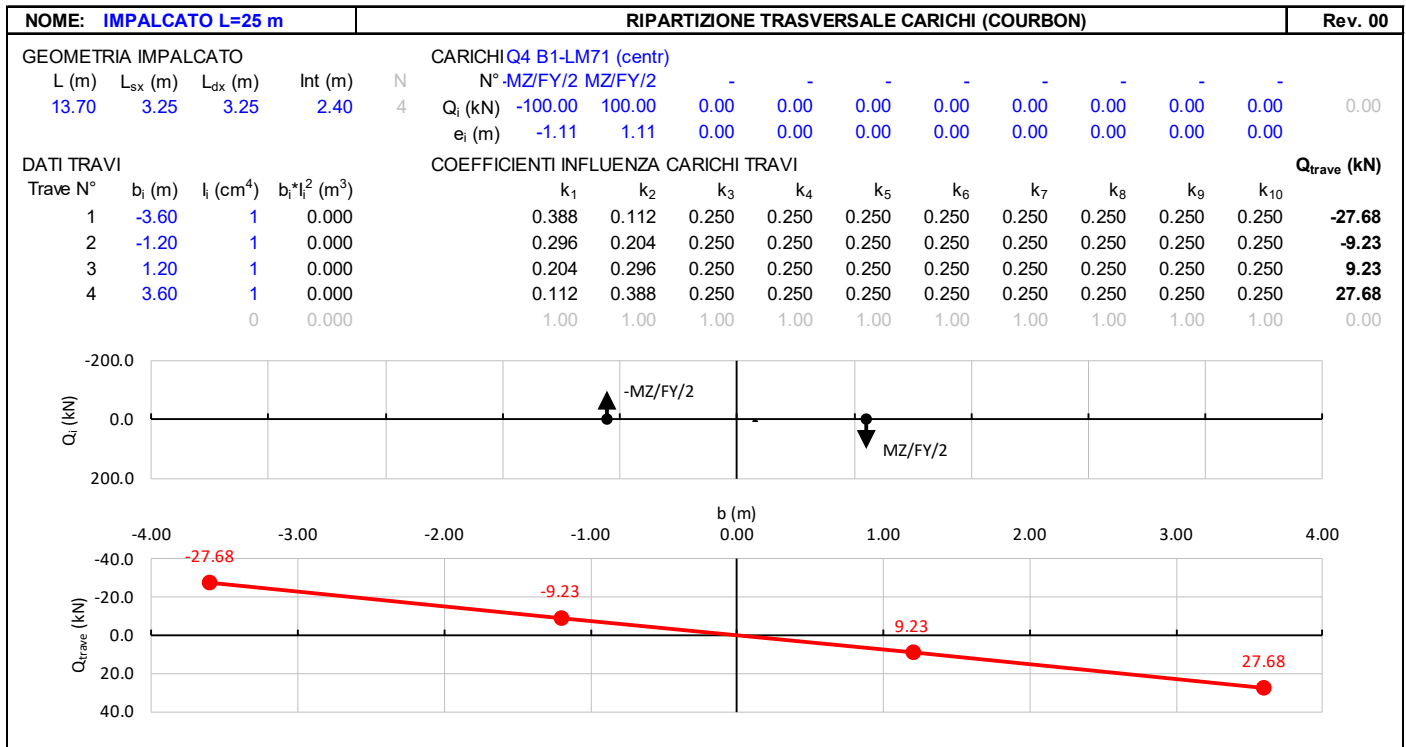 NOME: IMPALCATO L=25 m RIPARTIZIONE TRASVERSALE CARICHI (COURBON) Rev. 00
GEOMETRIA IMPALCATO CARICHI Q4 B1-LM71 (centr)
L (m) Lsx (m) Ldx (m) Int (m) N N° -MZ/FY/2 MZ/FY/2 - - - - - - - -
13.70 3.25 3.25 2.40 4 Qi (kN) -100.00 100.00 0.00 0.00 0.00 0.00 0.00 0.00 0.00 0.00 0.00
ei (m) -1.11 1.11 0.00 0.00 0.00 0.00 0.00 0.00 0.00 0.00
DATI TRAVI COEFFICIENTI INFLUENZA CARICHI TRAVI Qtrave (kN)
Trave N° bi (m) Ii (cm4) bi*Ii2 (m3) k1 k2 k3 k4 k5 k6 k7 k8 k9 k10
1 -3.60 1 0.000 0.388 0.112 0.250 0.250 0.250 0.250 0.250 0.250 0.250 0.250 -27.68
2 -1.20 1 0.000 0.296 0.204 0.250 0.250 0.250 0.250 0.250 0.250 0.250 0.250 -9.23
3 1.20 1 0.000 0.204 0.296 0.250 0.250 0.250 0.250 0.250 0.250 0.250 0.250 9.23
4 3.60 1 0.000 0.112 0.388 0.250 0.250 0.250 0.250 0.250 0.250 0.250 0.250 27.68
0 0.000 1.00 1.00 1.00 1.00 1.00 1.00 1.00 1.00 1.00 1.00 0.00
-200.0
-MZ/FY/2
Qi (kN)
0.0
-
MZ/FY/2
200.0
b (m)
-4.00 -3.00 -2.00 -1.00 0.00 1.00 2.00 3.00 4.00
-40.0
-27.68
-20.0
-9.23
Qtrave (kN)
0.0
9.23
20.0
27.68
40.0